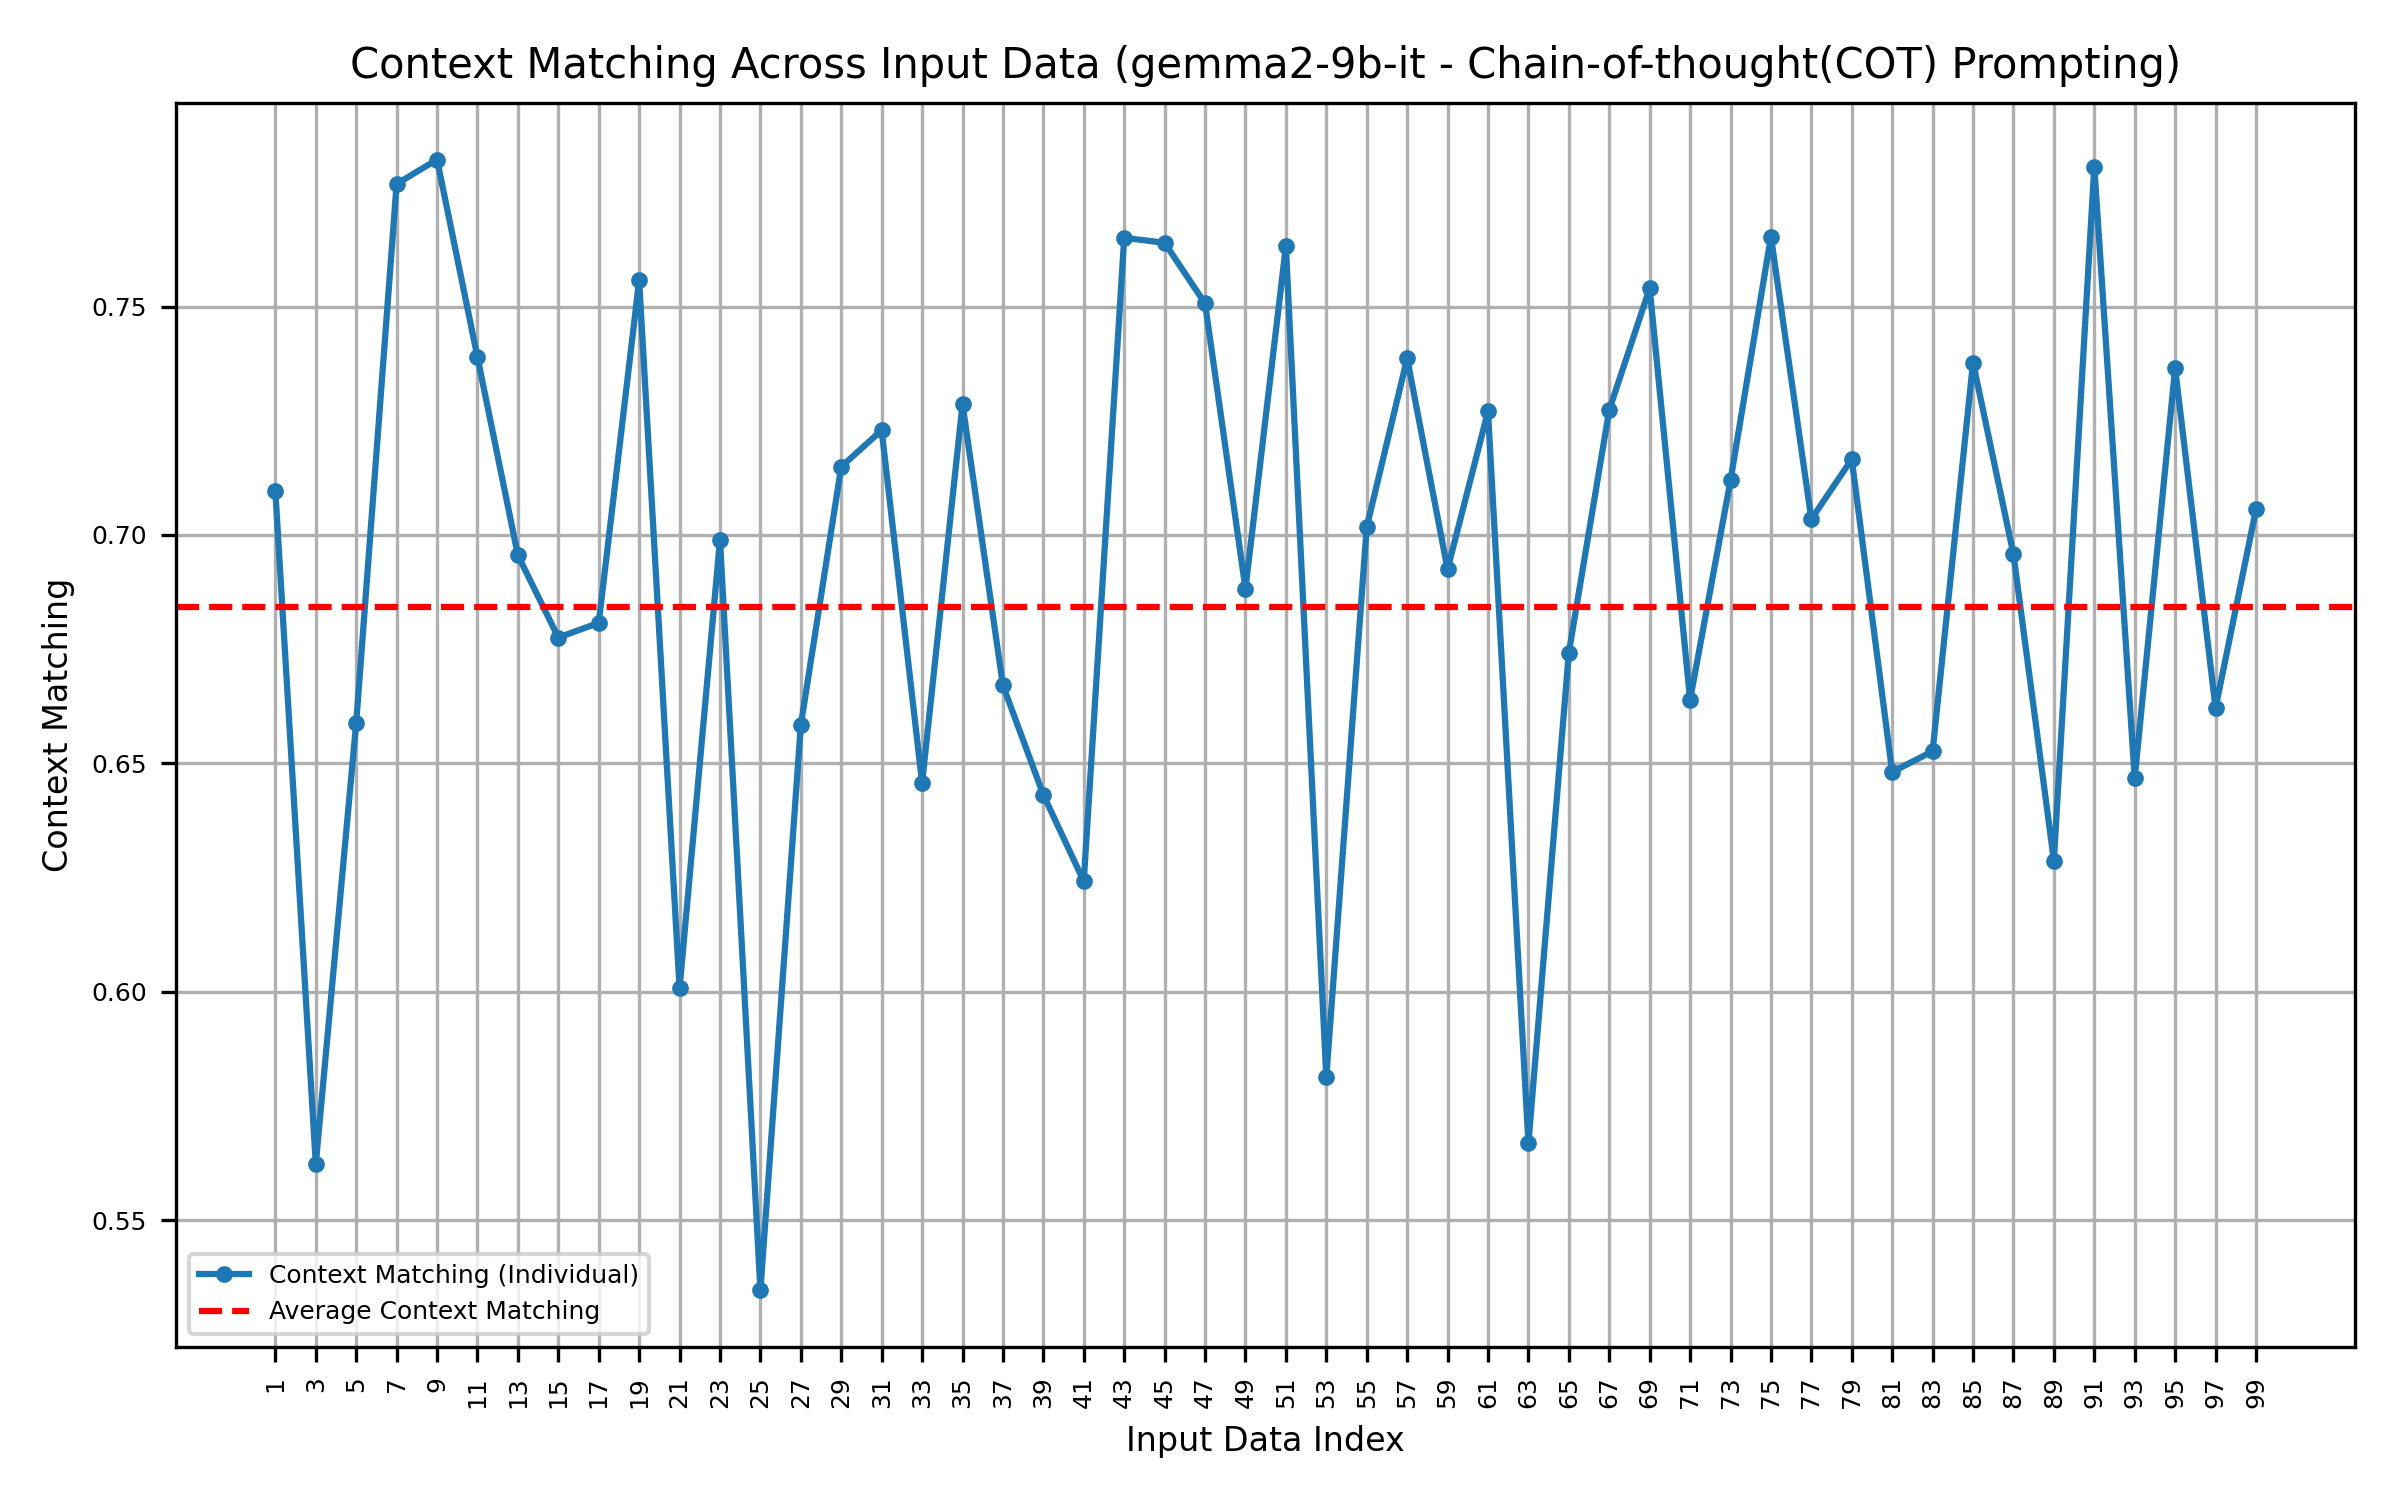 Context Matching Across Input Data (gemma2-9b-it - Chain-of-thought(COT) Prompting)
Context Matching
0.75
0.70
0.65
0.60
0.55
Context Matching (Individual)
Average Context Matching
1 3 5 7 9 11 13 15 17 19 21 23 25 27 29 31 33 35 37 39 41 43 45 47 49 51 53 55 57 59 61 63 65 67 69 71 73 75 77 79 81 83 85 87 89 91 93 95 97 99
Input Data Index